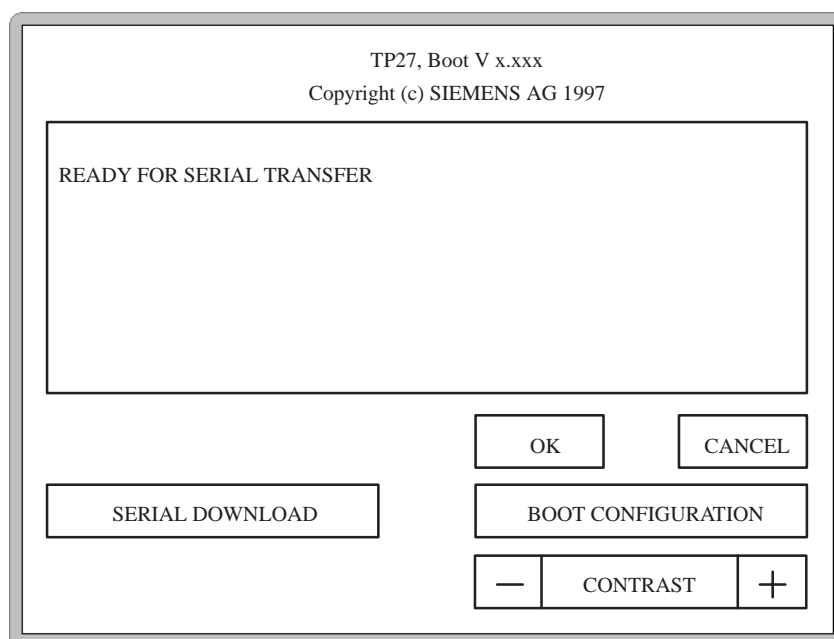 TP27, Boot V x.xxx
Copyright (c) SIEMENS AG 1997
READY FOR SERIAL TRANSFER
OK
CANCEL
SERIAL DOWNLOAD
BOOT CONFIGURATION
— CONTRAST +